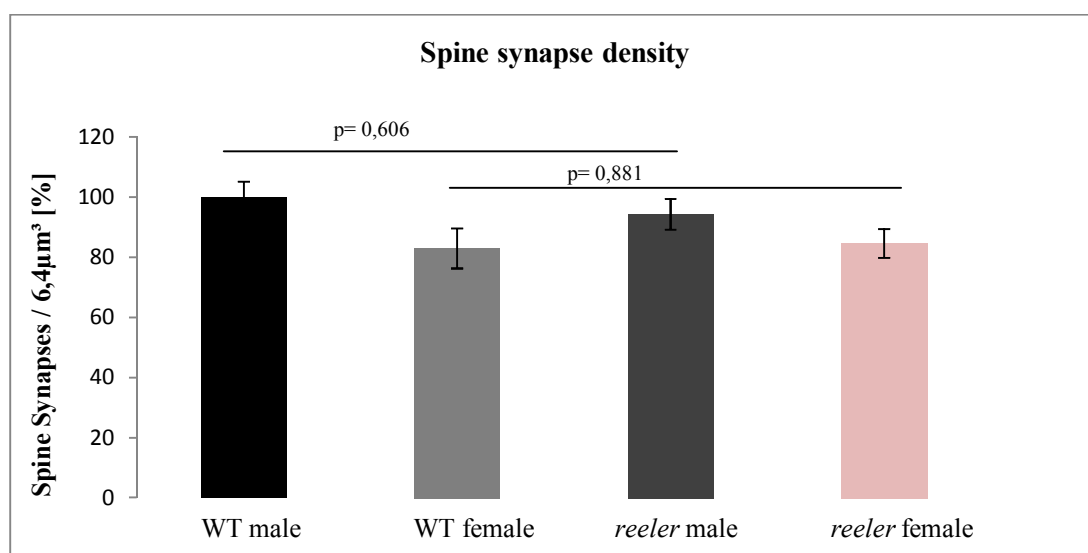 Spine synapse density
p= 0,606
p= 0,881
Spine Synapses / 6,4µm³ [%]
120
100
80
60
40
20
0
WT male
WT female
reeler male
reeler female